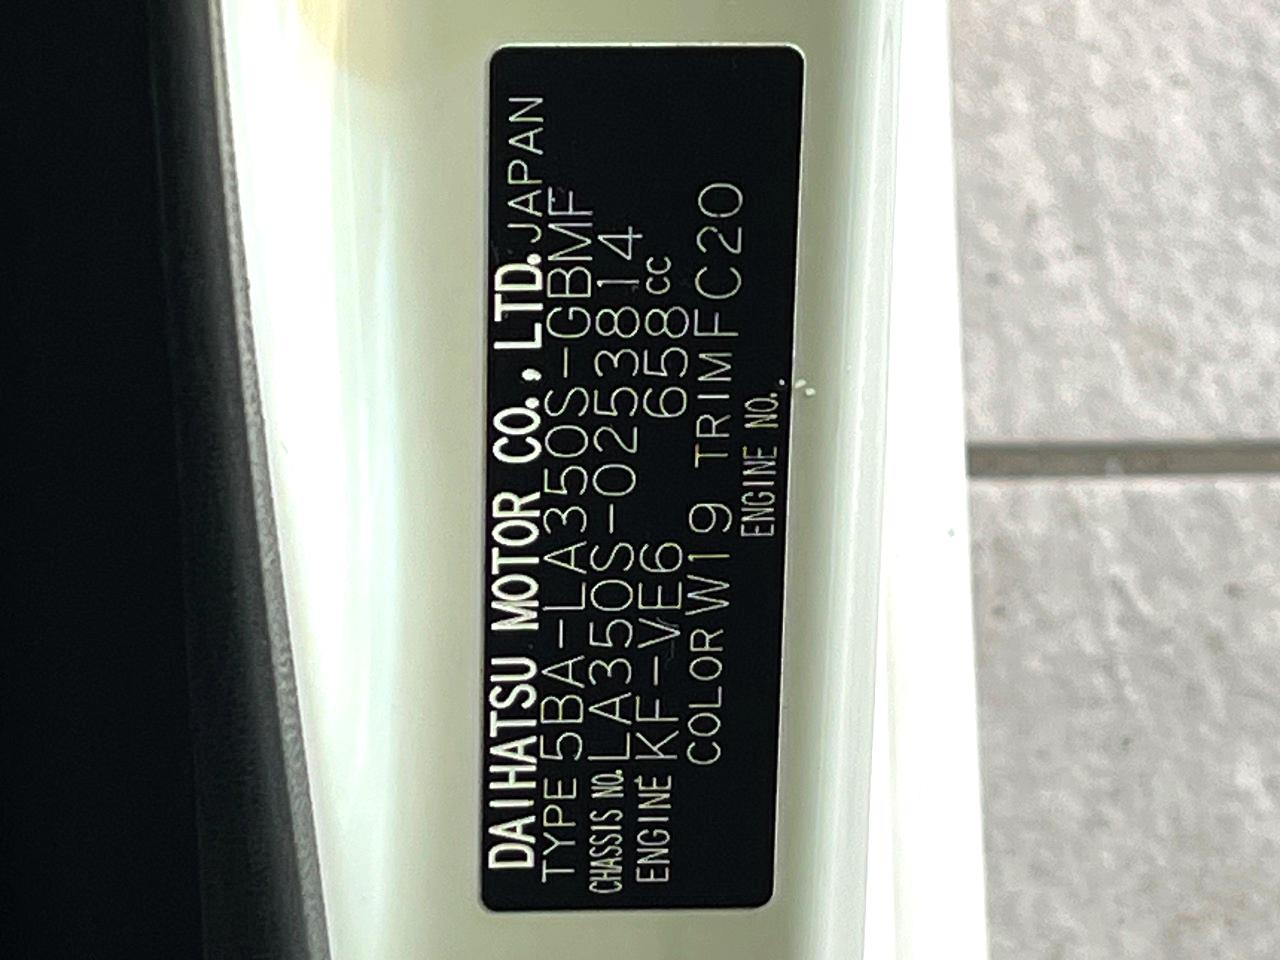 DAIHATSU MOTOR CO., LTD. JAPAN
TYPE 5BA-LA350S-GBMF
CHASSIS NO. LA350S-0253814
ENGINE KF-VE6 658cc
COLOR W19 TRIM FC20
ENGINE NO.